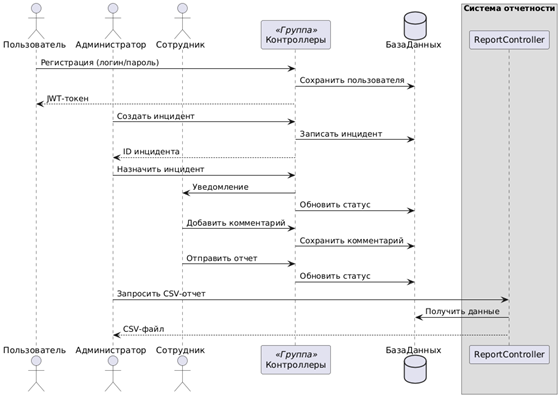 Система отчетности
«Группа»
Пользователь Администратор Сотрудник Контроллеры БазаДанных ReportController
Регистрация (логин/пароль)
Сохранить пользователя
JWT-токен
Создать инцидент
Записать инцидент
ID инцидента
Назначить инцидент
Уведомление
Обновить статус
Добавить комментарий
Сохранить комментарий
Отправить отчет
Обновить статус
Запросить CSV-отчет
Получить данные
CSV-файл
Пользователь Администратор Сотрудник «Группа» БазаДанных ReportController
Контроллеры